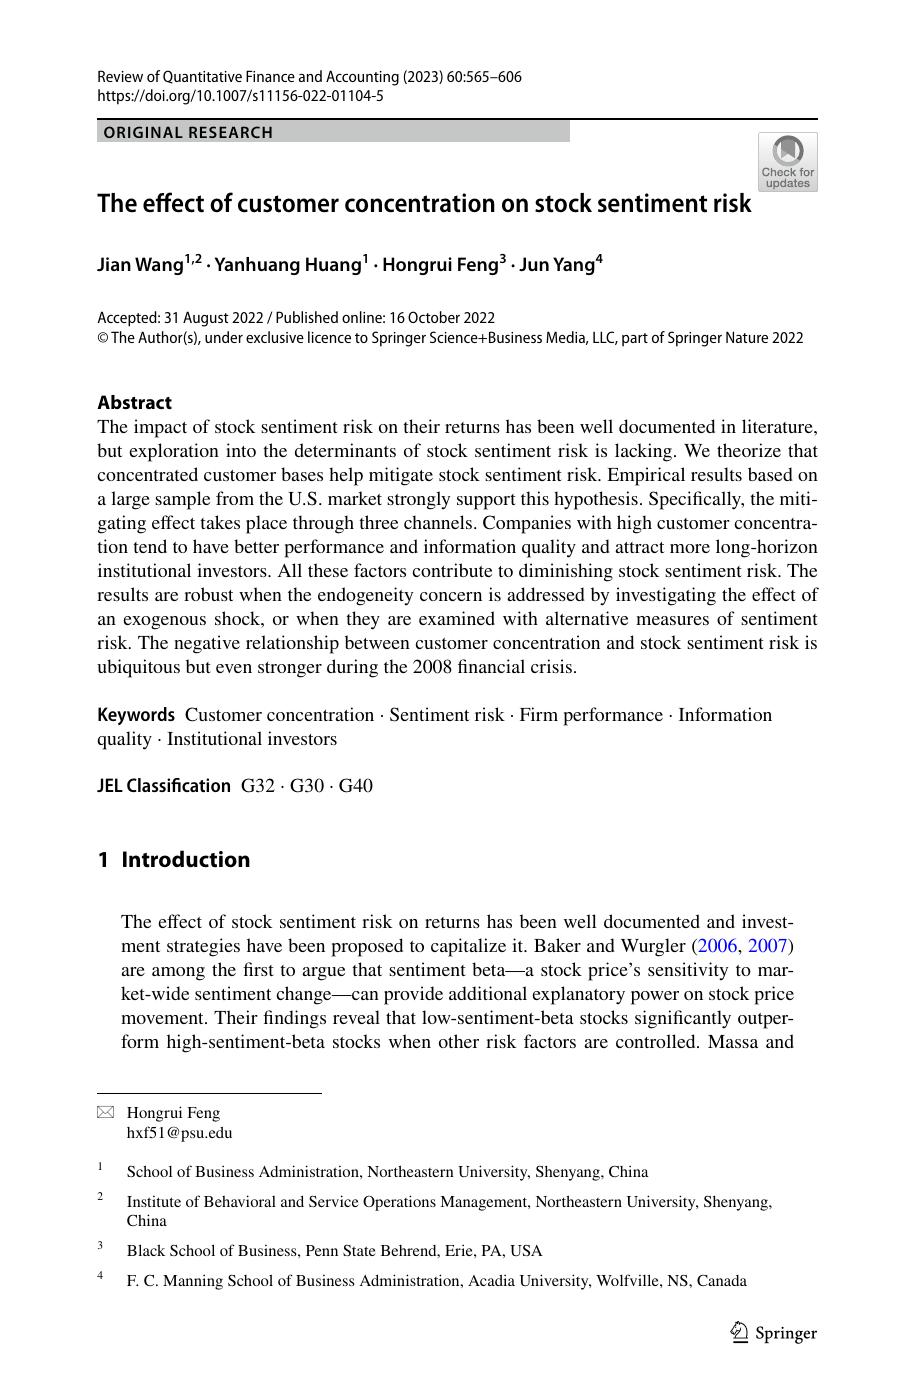 Review of Quantitative Finance and Accounting (2023) 60:565–606
https://doi.org/10.1007/s11156-022-01104-5
ORIGINAL RESEARCH
Check for
updates
The effect of customer concentration on stock sentiment risk
Jian Wang1,2 · Yanhuang Huang1 · Hongrui Feng3 · Jun Yang4
Accepted: 31 August 2022 / Published online: 16 October 2022
© The Author(s), under exclusive licence to Springer Science+Business Media, LLC, part of Springer Nature 2022
Abstract
The impact of stock sentiment risk on their returns has been well documented in literature,
but exploration into the determinants of stock sentiment risk is lacking. We theorize that
concentrated customer bases help mitigate stock sentiment risk. Empirical results based on
a large sample from the U.S. market strongly support this hypothesis. Specifically, the miti-
gating effect takes place through three channels. Companies with high customer concentra-
tion tend to have better performance and information quality and attract more long-horizon
institutional investors. All these factors contribute to diminishing stock sentiment risk. The
results are robust when the endogeneity concern is addressed by investigating the effect of
an exogenous shock, or when they are examined with alternative measures of sentiment
risk. The negative relationship between customer concentration and stock sentiment risk is
ubiquitous but even stronger during the 2008 financial crisis.
Keywords Customer concentration · Sentiment risk · Firm performance · Information
quality · Institutional investors
JEL Classification G32 · G30 · G40
1 Introduction
The effect of stock sentiment risk on returns has been well documented and invest-
ment strategies have been proposed to capitalize it. Baker and Wurgler (2006, 2007)
are among the first to argue that sentiment beta—a stock price's sensitivity to mar-
ket-wide sentiment change—can provide additional explanatory power on stock price
movement. Their findings reveal that low-sentiment-beta stocks significantly outper-
form high-sentiment-beta stocks when other risk factors are controlled. Massa and
Hongrui Feng
hxf51@psu.edu
1 School of Business Administration, Northeastern University, Shenyang, China
2 Institute of Behavioral and Service Operations Management, Northeastern University, Shenyang,
China
3 Black School of Business, Penn State Behrend, Erie, PA, USA
4 F. C. Manning School of Business Administration, Acadia University, Wolfville, NS, Canada
Springer